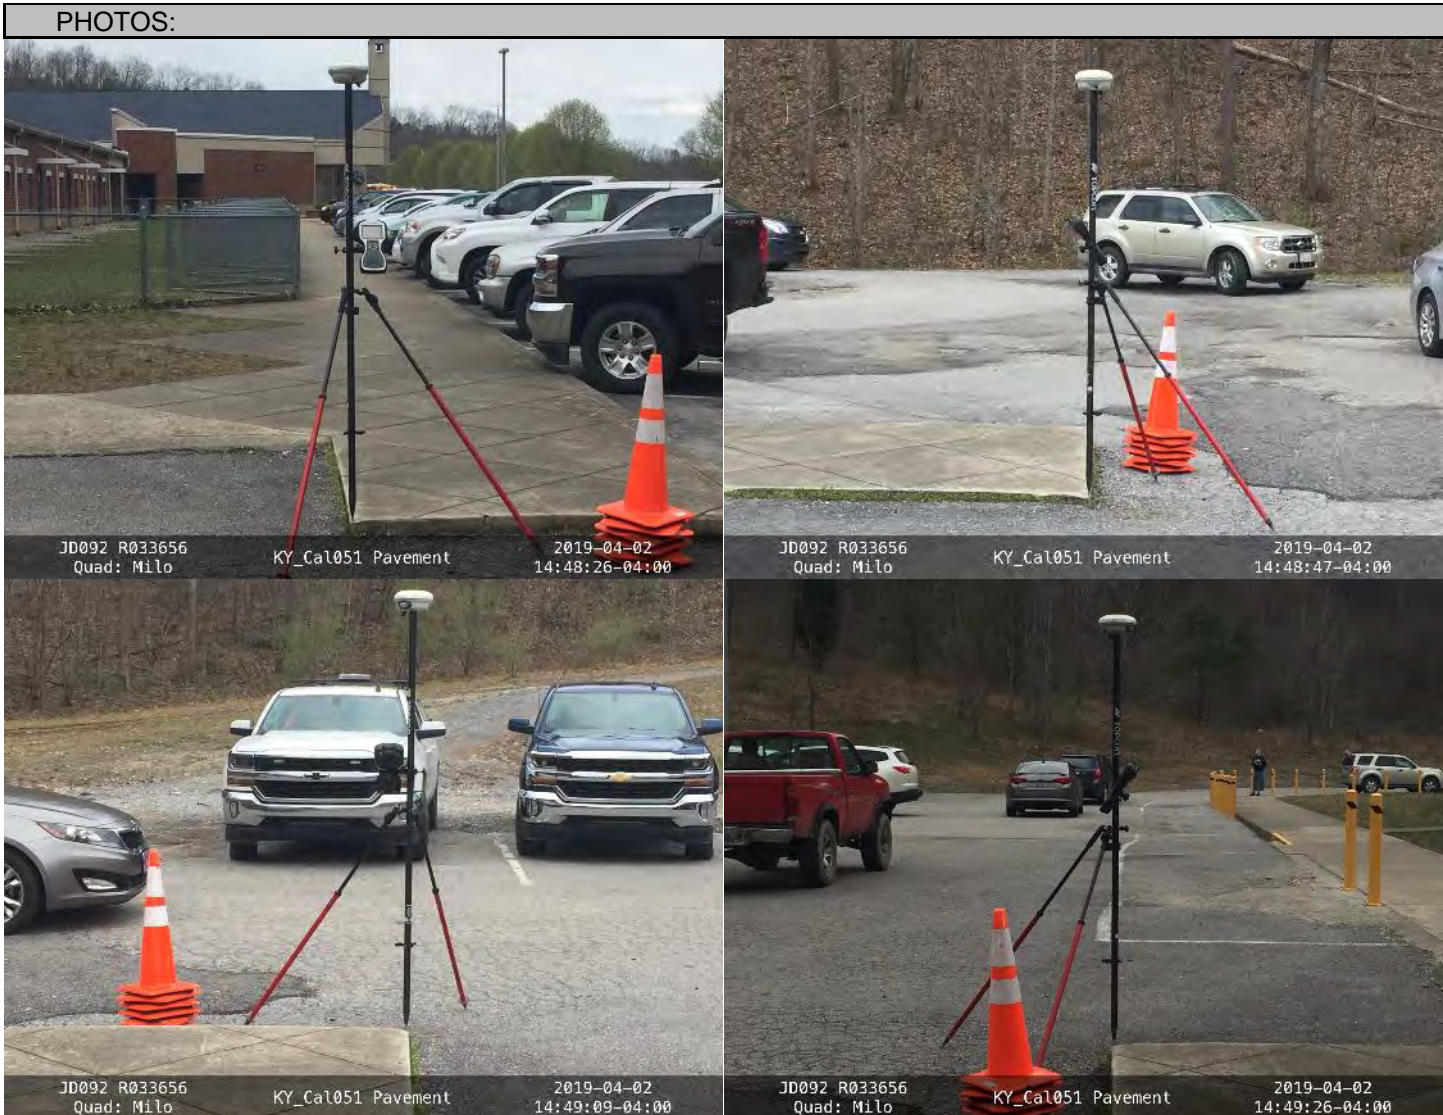 PHOTOS:
JD092 R033656
Quad: Milo
KY_Cal051 Pavement
2019-04-02
14:48:26-04:00
JD092 R033656
Quad: Milo
KY_Cal051 Pavement
2019-04-02
14:48:47-04:00
JD092 R033656
Quad: Milo
KY_Cal051 Pavement
2019-04-02
14:49:09-04:00
JD092 R033656
Quad: Milo
KY_Cal051 Pavement
2019-04-02
14:49:26-04:00